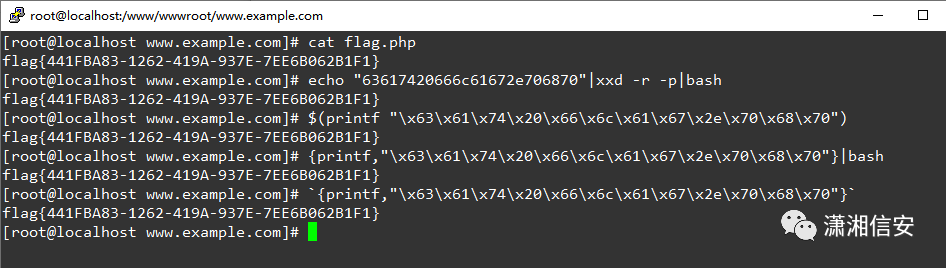 root@localhost:/www/wwwroot/www.example.com
[root@localhost www.example.com]# cat flag.php
flag{441FBA83-1262-419A-937E-7EE6B062B1F1}
[root@localhost www.example.com]# echo "63617420666c61672e706870"|xxd -r -p|bash
flag{441FBA83-1262-419A-937E-7EE6B062B1F1}
[root@localhost www.example.com]# $(printf "\x63\x61\x74\x20\x66\x6c\x61\x67\x2e\x70\x68\x70")
flag{441FBA83-1262-419A-937E-7EE6B062B1F1}
[root@localhost www.example.com]# {printf,"\x63\x61\x74\x20\x66\x6c\x61\x67\x2e\x70\x68\x70"}|bash
flag{441FBA83-1262-419A-937E-7EE6B062B1F1}
[root@localhost www.example.com]# `{printf,"\x63\x61\x74\x20\x66\x6c\x61\x67\x2e\x70\x68\x70"}`
flag{441FBA83-1262-419A-937E-7EE6B062B1F1}
[root@localhost www.example.com]#
潇湘信安